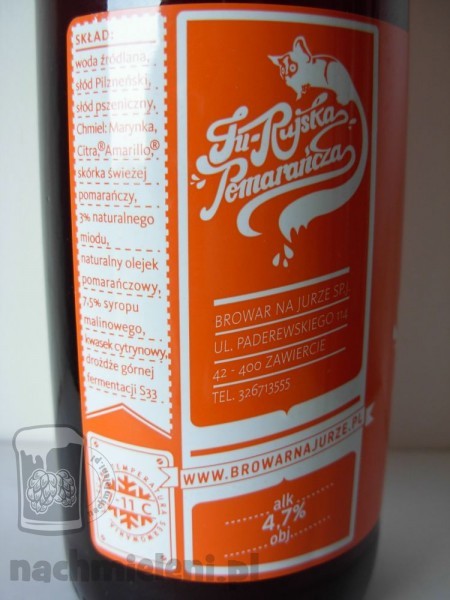 SKŁAD:
woda źródlana,
słód Pilzneński,
słód pszeniczny,
Chmiel: Marynka,
Citra,® Amarillo,®
skórka świeżej
pomarańczy,
3% naturalnego
miodu,
naturalny olejek
pomarańczowy,
7,5% syropu
malinowego,
kwasek cytrynowy,
drożdże górnej
fermentacji S33
TEMPERATURA
-11 C
Fu-Rujska
Pomarańcza
BROWAR NA JURZE SP.J.
UL. PADEREWSKIEGO 114
42 - 400 ZAWIERCIE
TEL. 326713555
WWW.BROWARNAJURZE.PL
alk.
4,7%
obj.
nachmieleni.pl